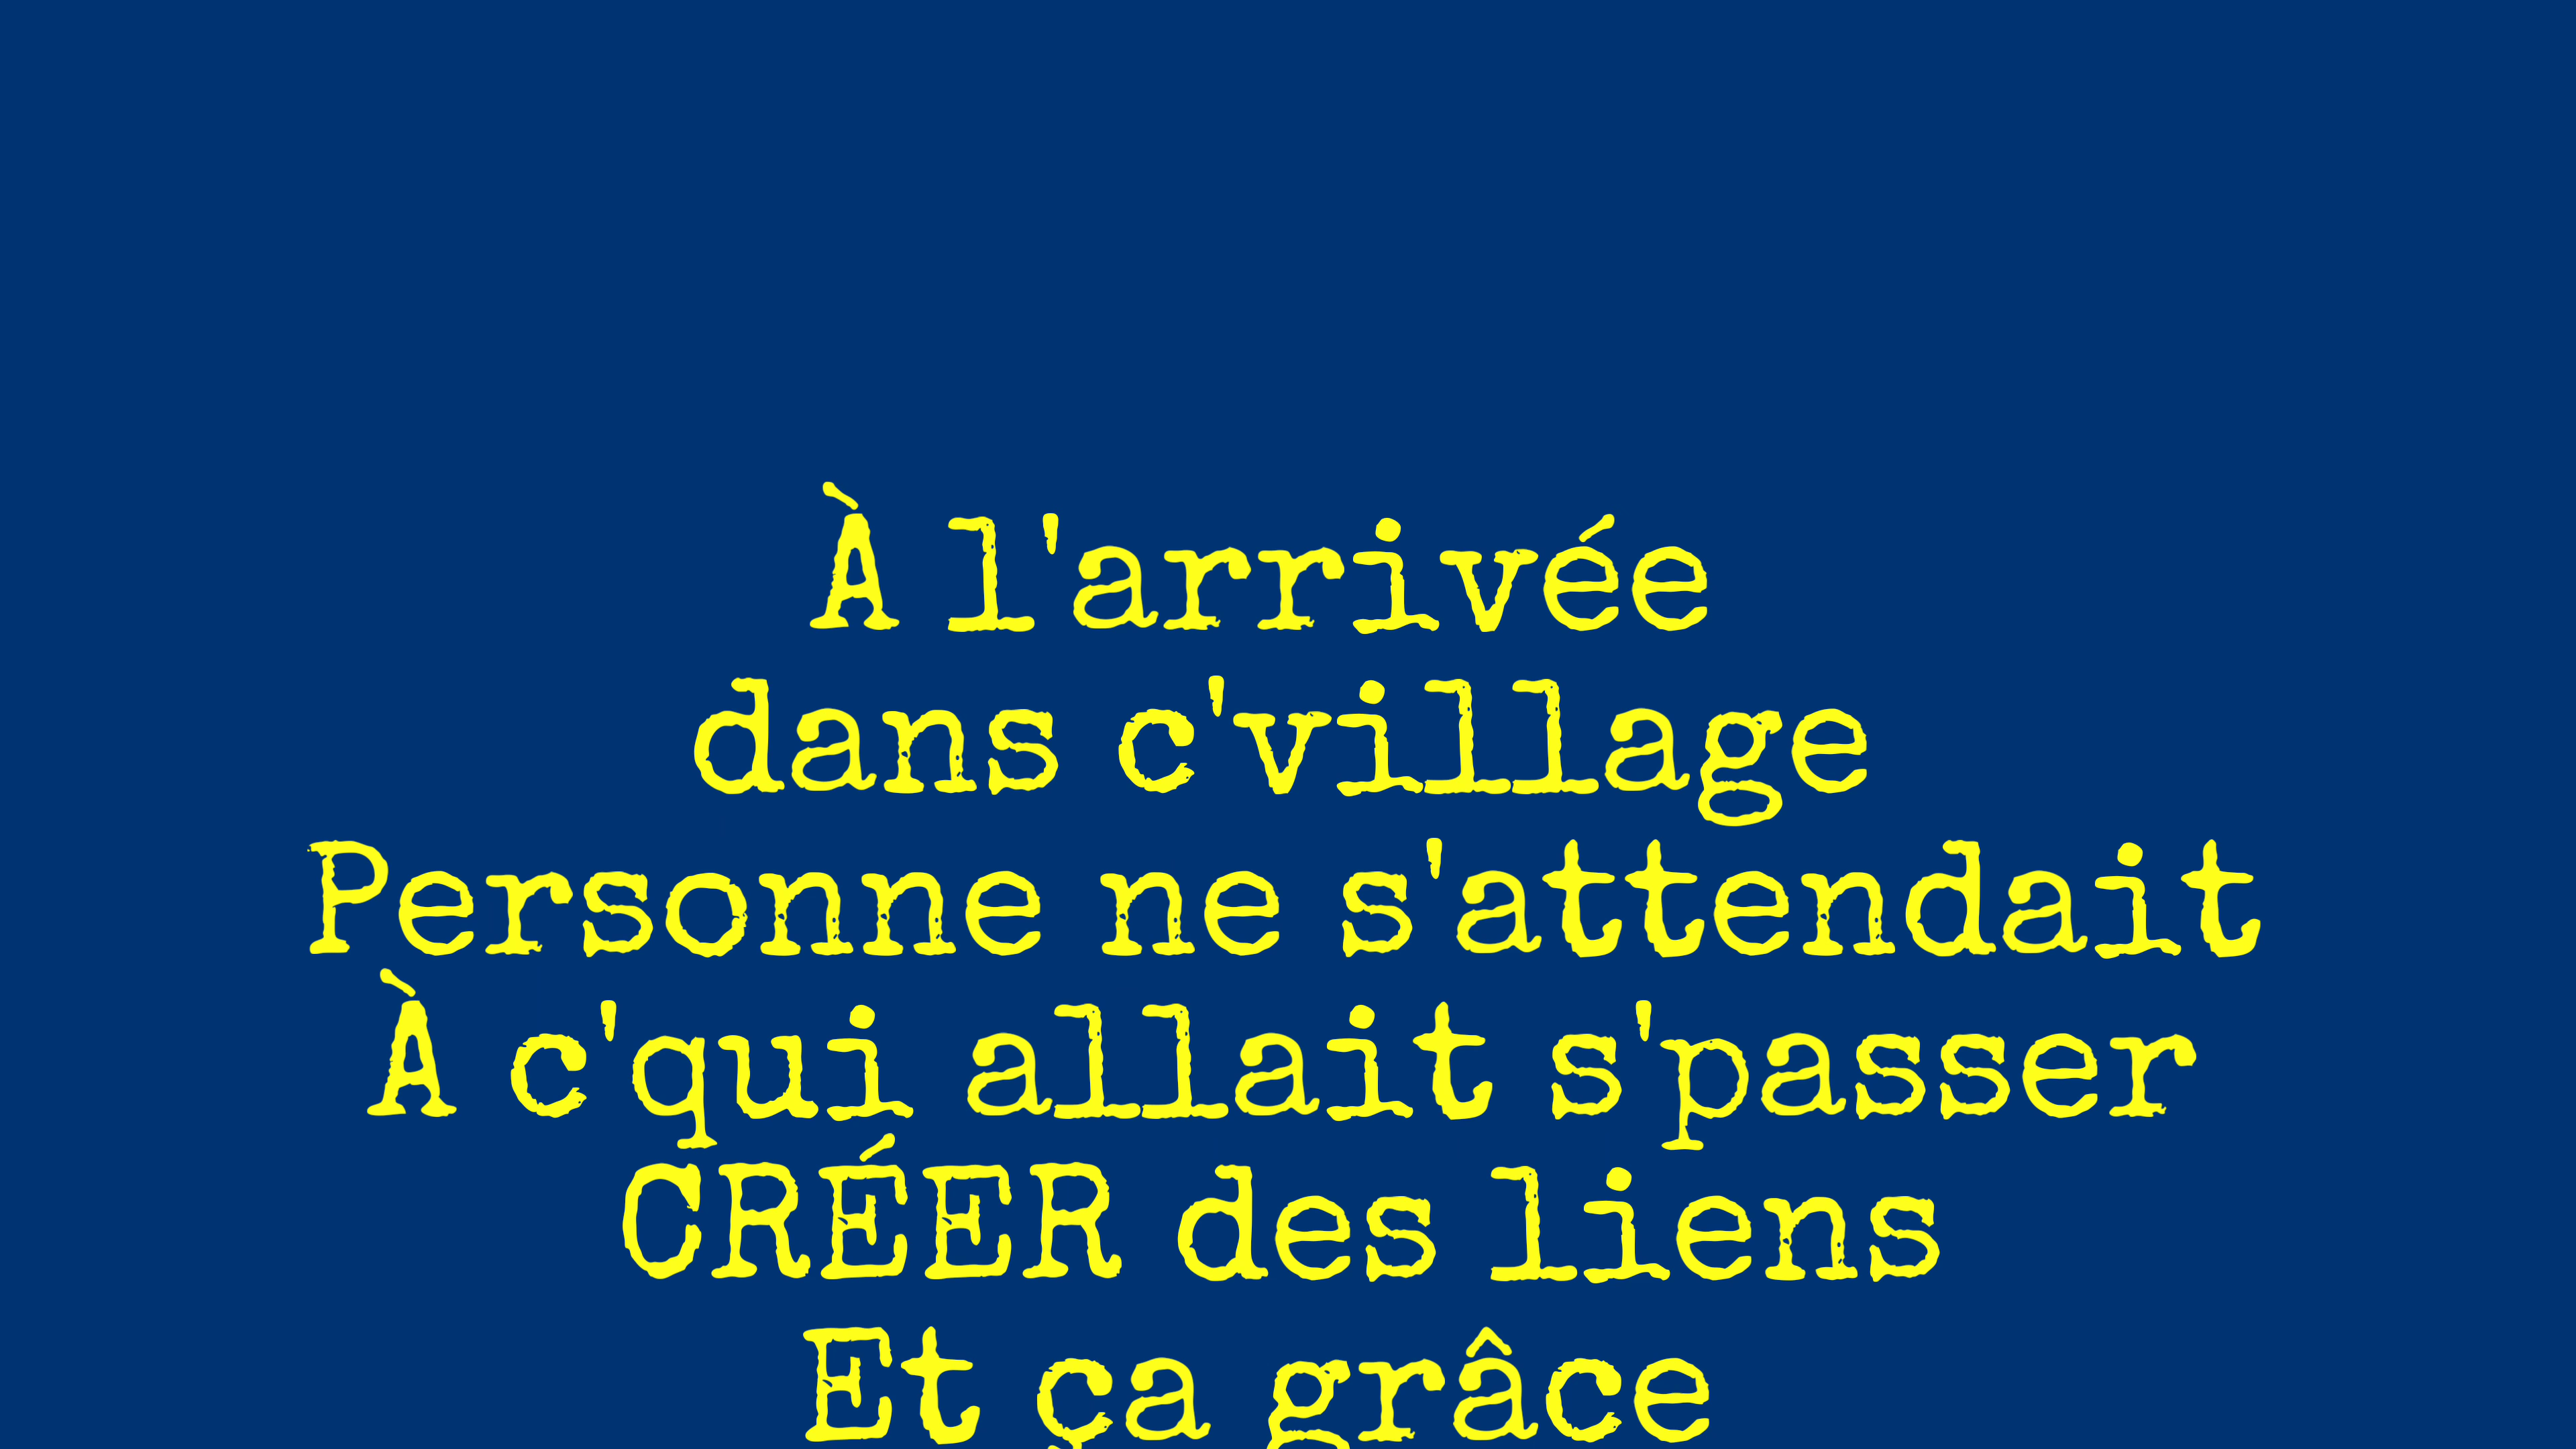 À l'arrivée
dans c'village
Personne ne s'attendait
À c'qui allait s'passer
CRÉER des liens
Et ça grâce